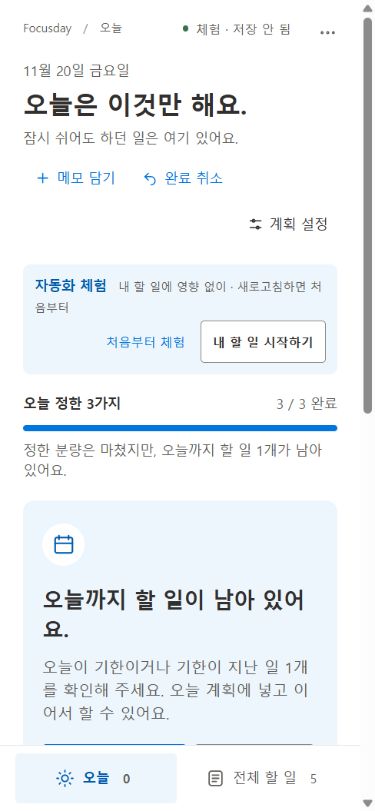 Focusday / 오늘 체험 · 저장 안 됨 ...
11월 20일 금요일
오늘은 이것만 해요.
잠시 쉬어도 하던 일은 여기 있어요.
+ 메모 담기 완료 취소
계획 설정
자동화 체험 내 할 일에 영향 없이 · 새로고침하면 처
음부터
처음부터 체험 내 할 일 시작하기
오늘 정한 3가지 3 / 3 완료
정한 분량은 마쳤지만, 오늘까지 할 일 1개가 남아
있어요.
오늘까지 할 일이 남아 있어
요.
오늘이 기한이거나 기한이 지난 일 1개
를 확인해 주세요. 오늘 계획에 넣고 이
어서 할 수 있어요.
오늘 0 전체 할 일 5